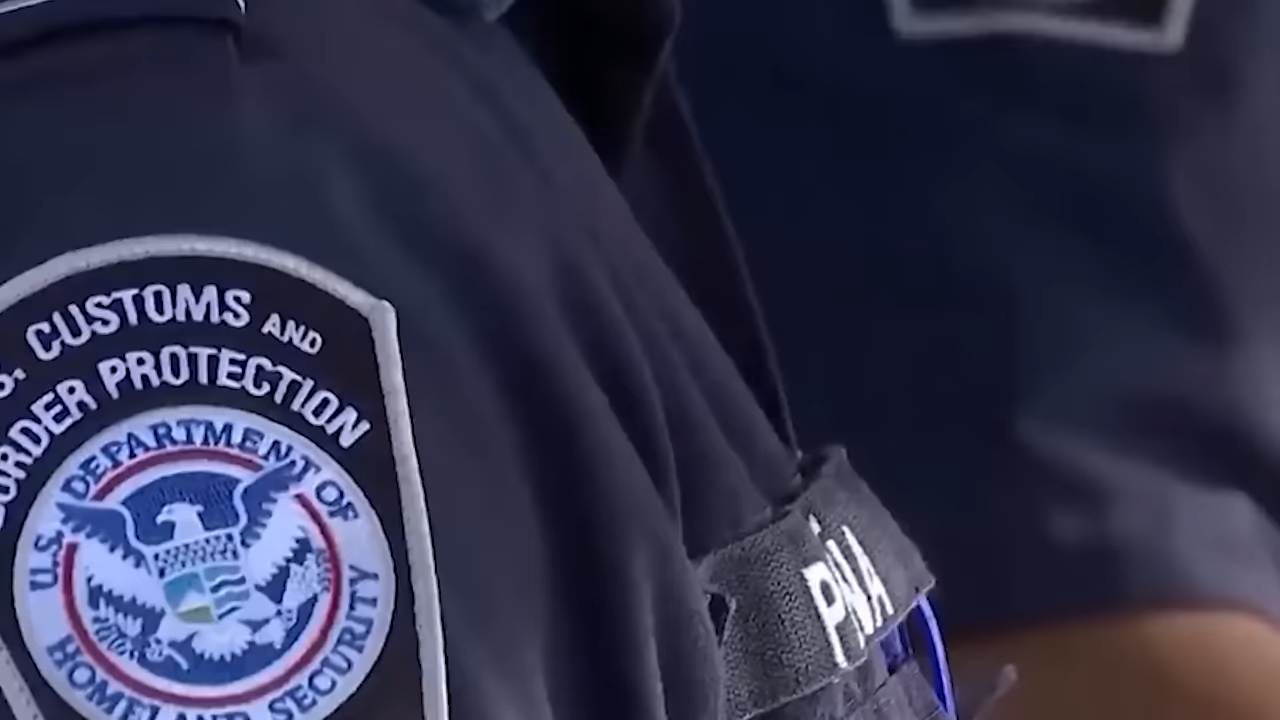 S. CUSTOMS AND
ORDER PROTECTION
U.S. DEPARTMENT OF
HOMELAND SECURITY